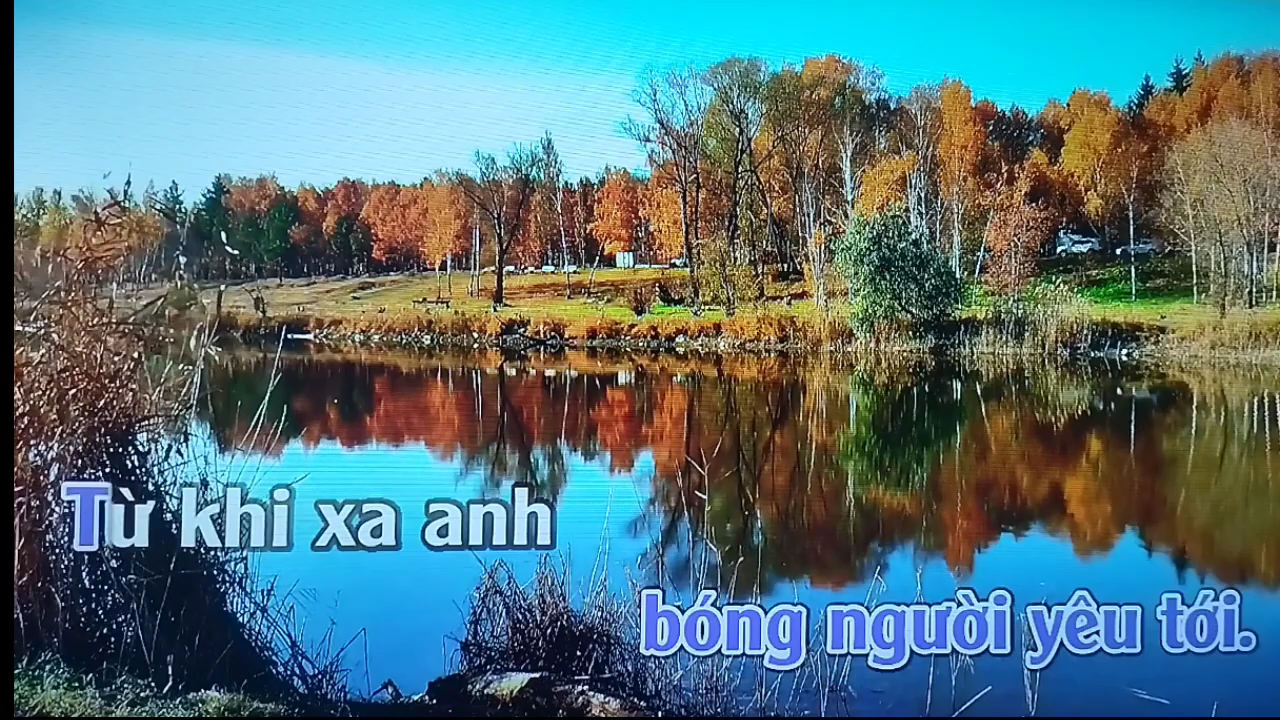 Từ khi xa anh
bóng người yêu tới.